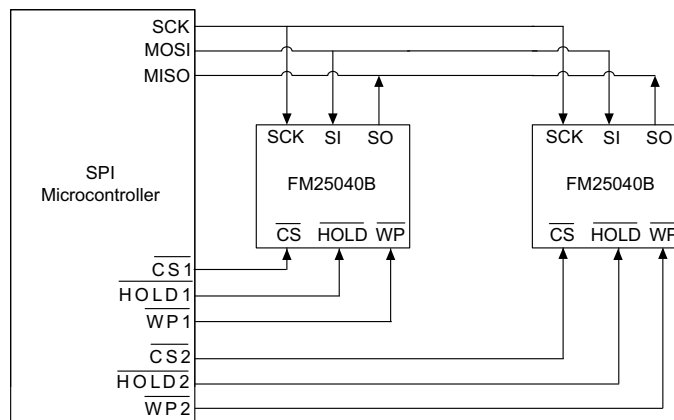 SCK
MOSI
MISO
SCK SI SO
SCK SI SO
FM25040B
FM25040B
SPI
Microcontroller
CS HOLD WP
CS HOLD WP
CS1
HOLD1
WP1
CS2
HOLD2
WP2